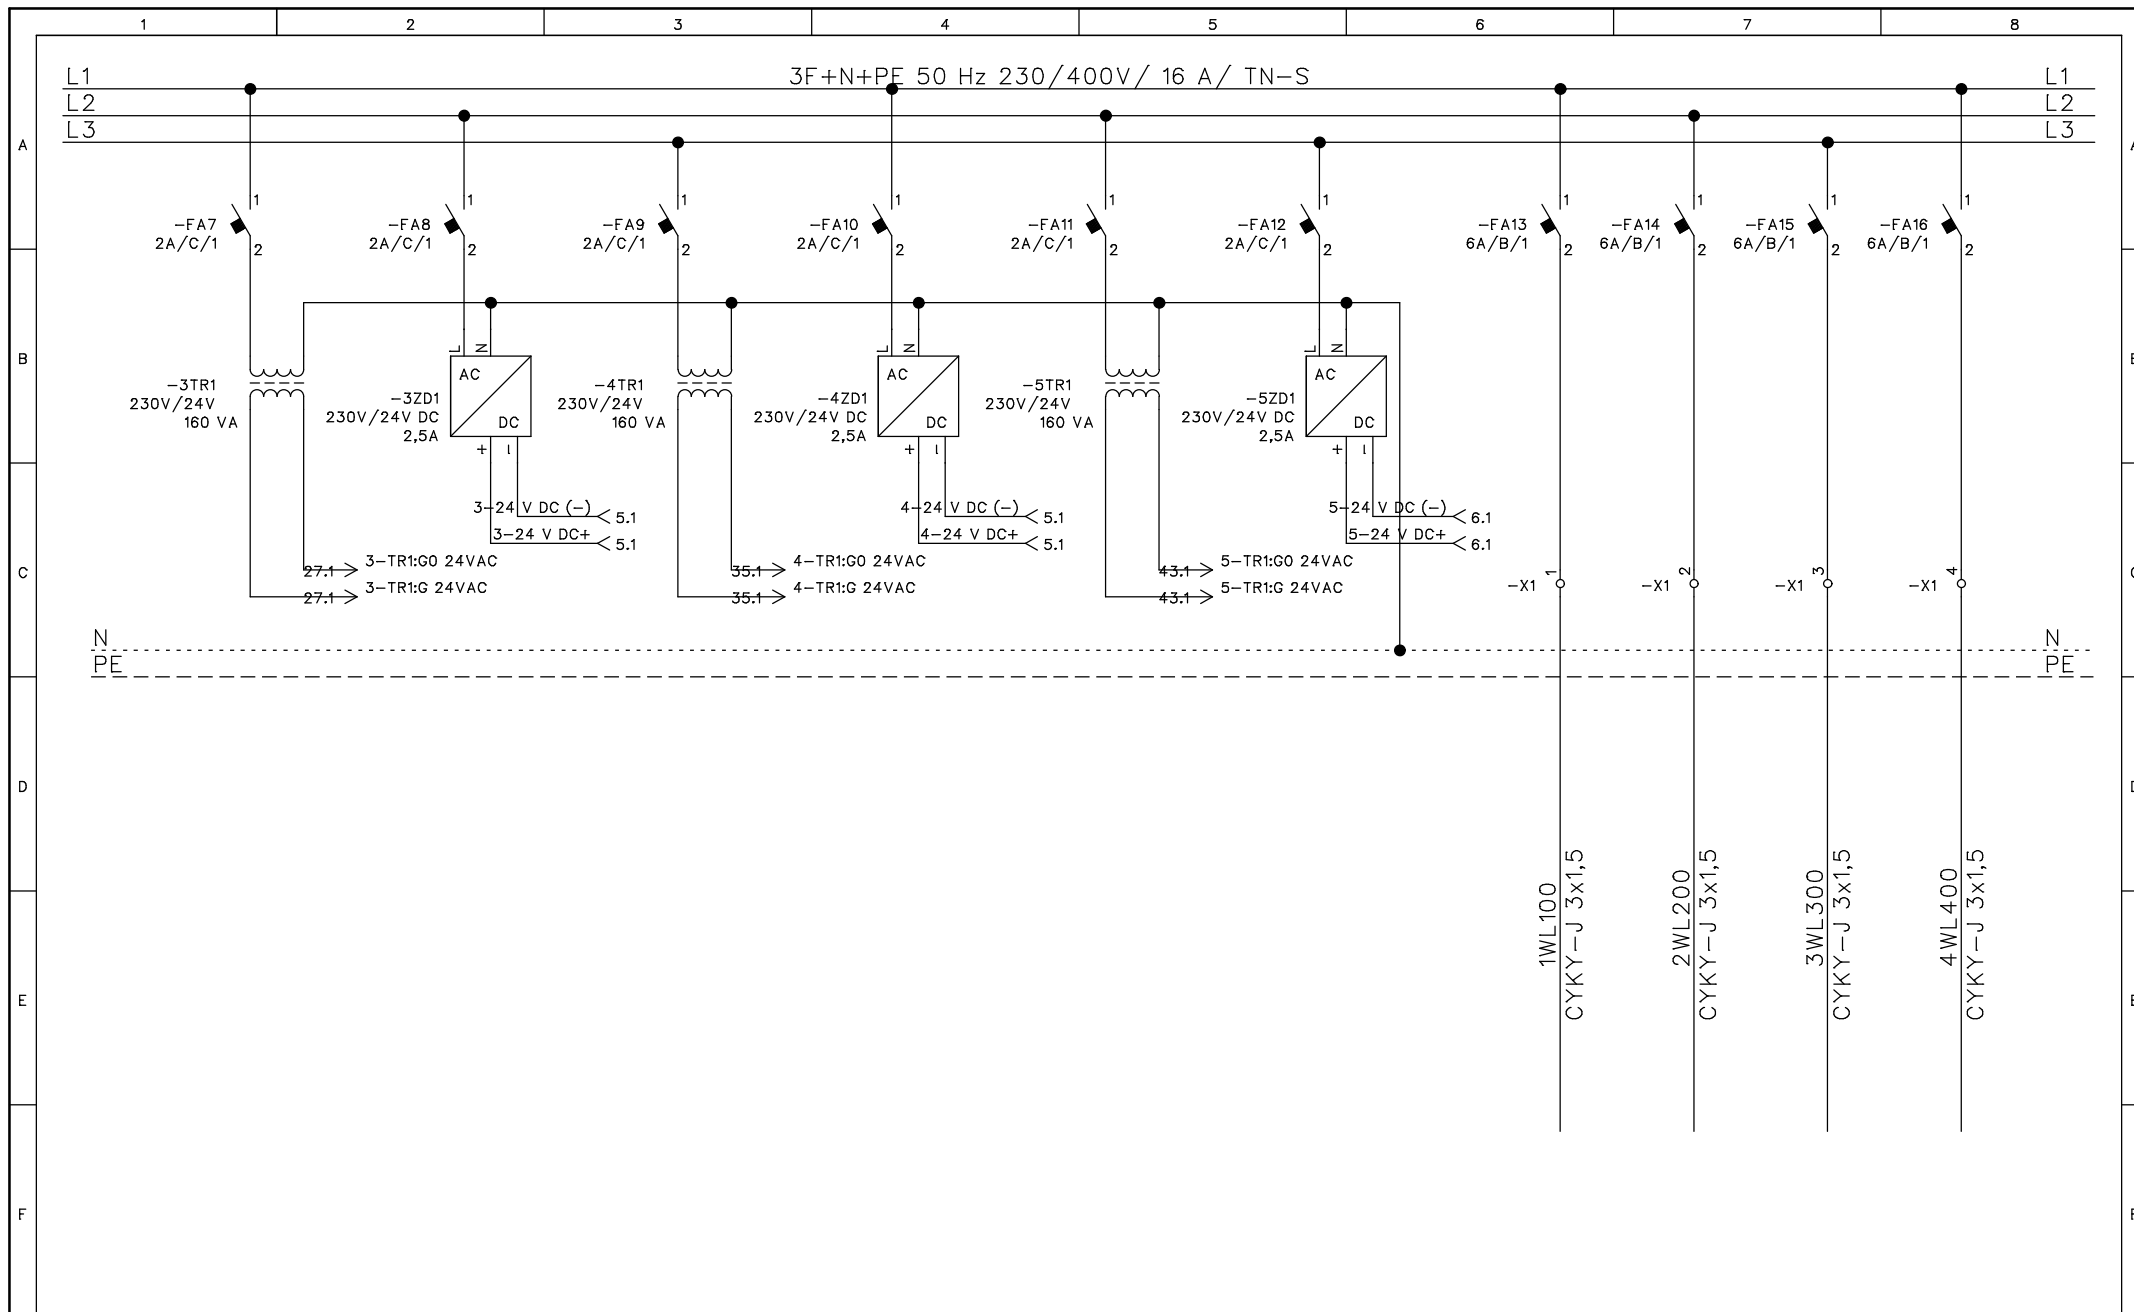 1 2 3 4 5 6 7 8
3F+N+PE 50 Hz 230/400V/ 16 A/ TN-S
L1 L1
L2 L2
L3 L3
A A
1 1 1 1 1 1 1 1 1 1
-FA7 -FA8 -FA9 -FA10 -FA11 -FA12 -FA13 -FA14 -FA15 -FA16
2A/C/1 2A/C/1 2A/C/1 2A/C/1 2A/C/1 2A/C/1 6A/B/1 6A/B/1 6A/B/1 6A/B/1
2 2 2 2 2 2 2 2 2 2
B B
L N
AC
DC
+ -
L N
AC
DC
+ -
L N
AC
DC
+ -
-3TR1
230V/24V
160 VA
-3ZD1
230V/24V DC
2,5A
-4TR1
230V/24V
160 VA
-4ZD1
230V/24V DC
2,5A
-5TR1
230V/24V
160 VA
-5ZD1
230V/24V DC
2,5A
3-24 V DC (-) 5.1
3-24 V DC+ 5.1
4-24 V DC (-) 5.1
4-24 V DC+ 5.1
5-24 V DC (-) 6.1
5-24 V DC+ 6.1
C C
27.1 3-TR1:G0 24VAC
27.1 3-TR1:G 24VAC
35.1 4-TR1:G0 24VAC
35.1 4-TR1:G 24VAC
43.1 5-TR1:G0 24VAC
43.1 5-TR1:G 24VAC
-X1 1
-X1 2
-X1 3
-X1 4
N N
PE PE
D D
1WL100
CYKY-J 3x1,5
2WL200
CYKY-J 3x1,5
3WL300
CYKY-J 3x1,5
4WL400
CYKY-J 3x1,5
E E
F F